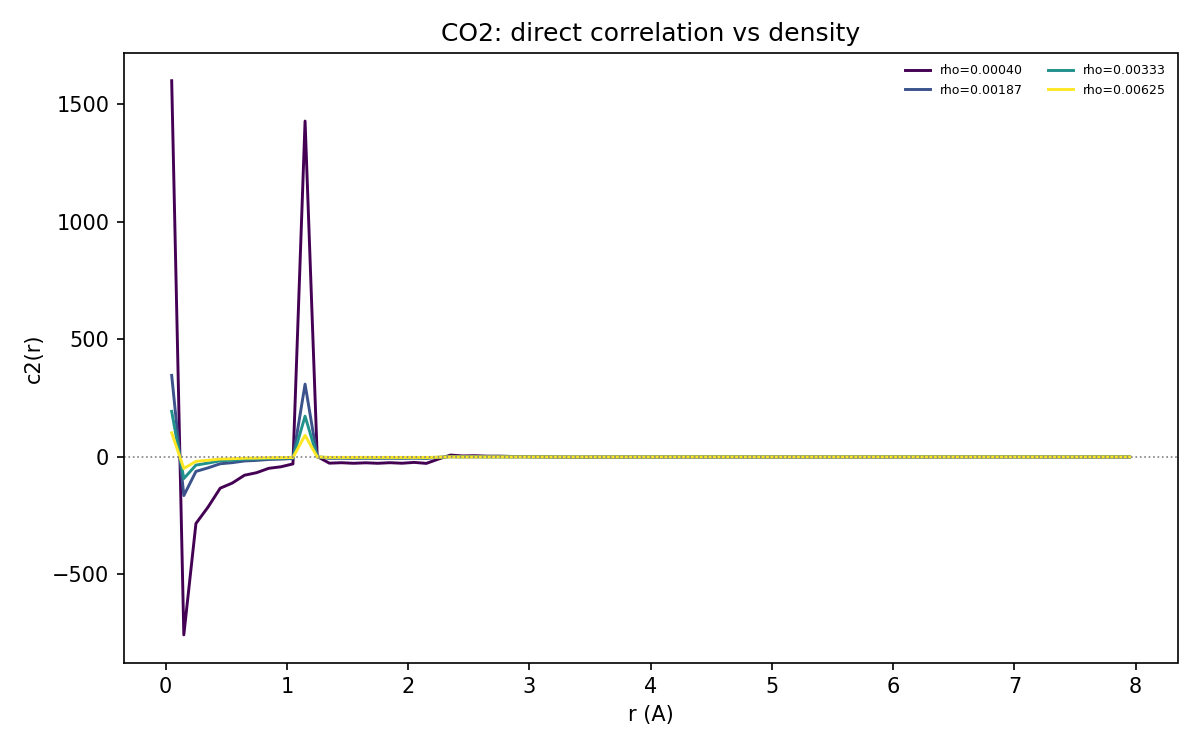 CO2: direct correlation vs density
rho=0.00040
rho=0.00187
rho=0.00333
rho=0.00625
c2(r)
1500
1000
500
0
−500
0 1 2 3 4 5 6 7 8
r (A)